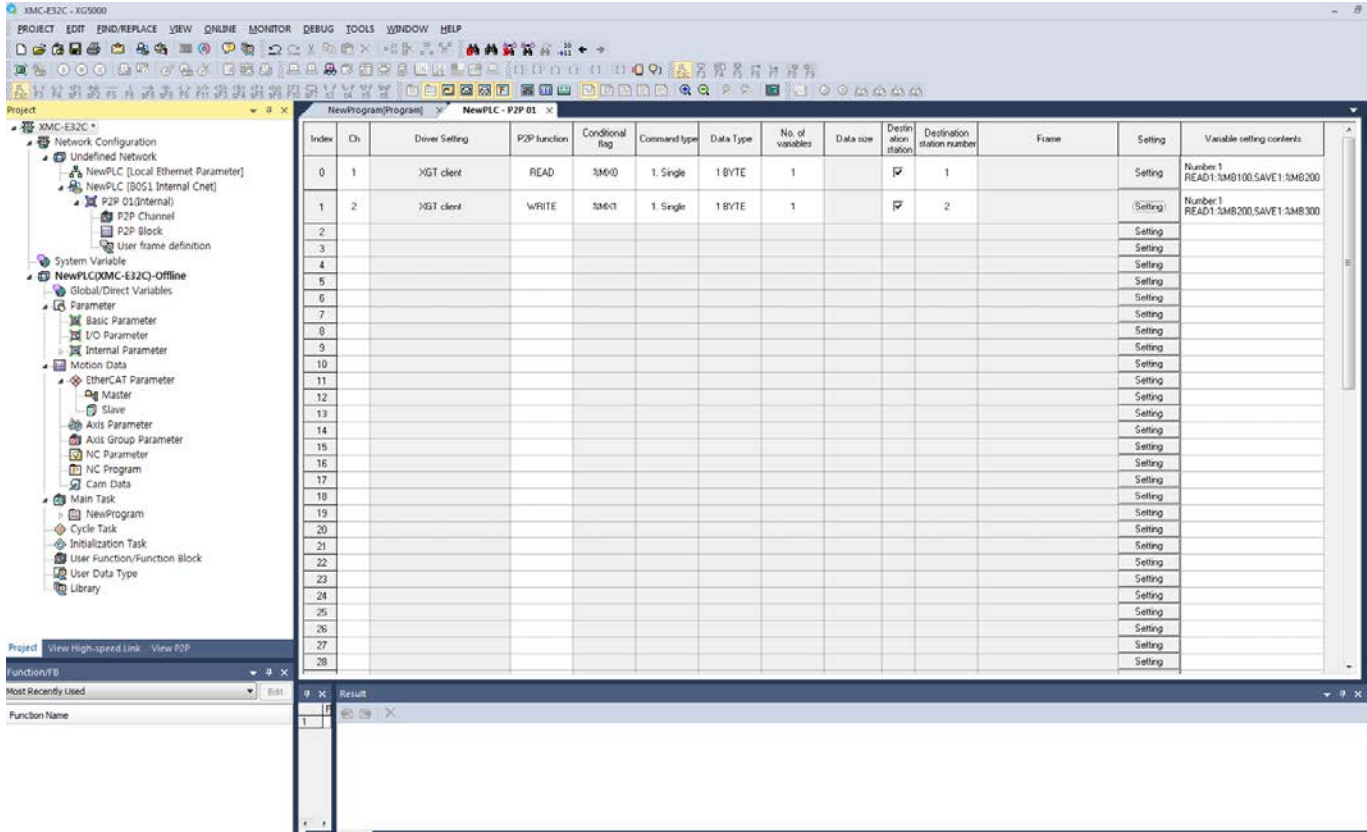 XMC-E32C - XG5000
PROJECT EDIT FIND/REPLACE VIEW ONLINE MONITOR DEBUG TOOLS WINDOW HELP
Project
NewProgram[Program] NewPLC - P2P 01
XMC-E32C *
Network Configuration
Undefined Network
NewPLC [Local Ethernet Parameter]
NewPLC [B0S1 Internal Cnet]
P2P 01(Internal)
P2P Channel
P2P Block
User frame definition
System Variable
NewPLC(XMC-E32C)-Offline
Global/Direct Variables
Parameter
Basic Parameter
I/O Parameter
Internal Parameter
Motion Data
EtherCAT Parameter
Master
Slave
Axis Parameter
Axis Group Parameter
NC Parameter
NC Program
Cam Data
Main Task
NewProgram
Cycle Task
Initialization Task
User Function/Function Block
User Data Type
Library
Project View High-speed Link View P2P
Function/FB
Most Recently Used Edit
Function Name
Index Ch Driver Setting P2P function Conditional flag Command type Data Type No. of variables Data size Destin ation station Destination station number Frame Setting Variable setting contents
0 1 XGT client READ %MX0 1. Single 1 BYTE 1 1 Setting Number:1
READ1:%MB100,SAVE1:%MB200
1 2 XGT client WRITE %MX1 1. Single 1 BYTE 1 2 Setting Number:1
READ1:%MB200,SAVE1:%MB300
2 Setting
3 Setting
4 Setting
5 Setting
6 Setting
7 Setting
8 Setting
9 Setting
10 Setting
11 Setting
12 Setting
13 Setting
14 Setting
15 Setting
16 Setting
17 Setting
18 Setting
19 Setting
20 Setting
21 Setting
22 Setting
23 Setting
24 Setting
25 Setting
26 Setting
27 Setting
28 Setting
Result
1